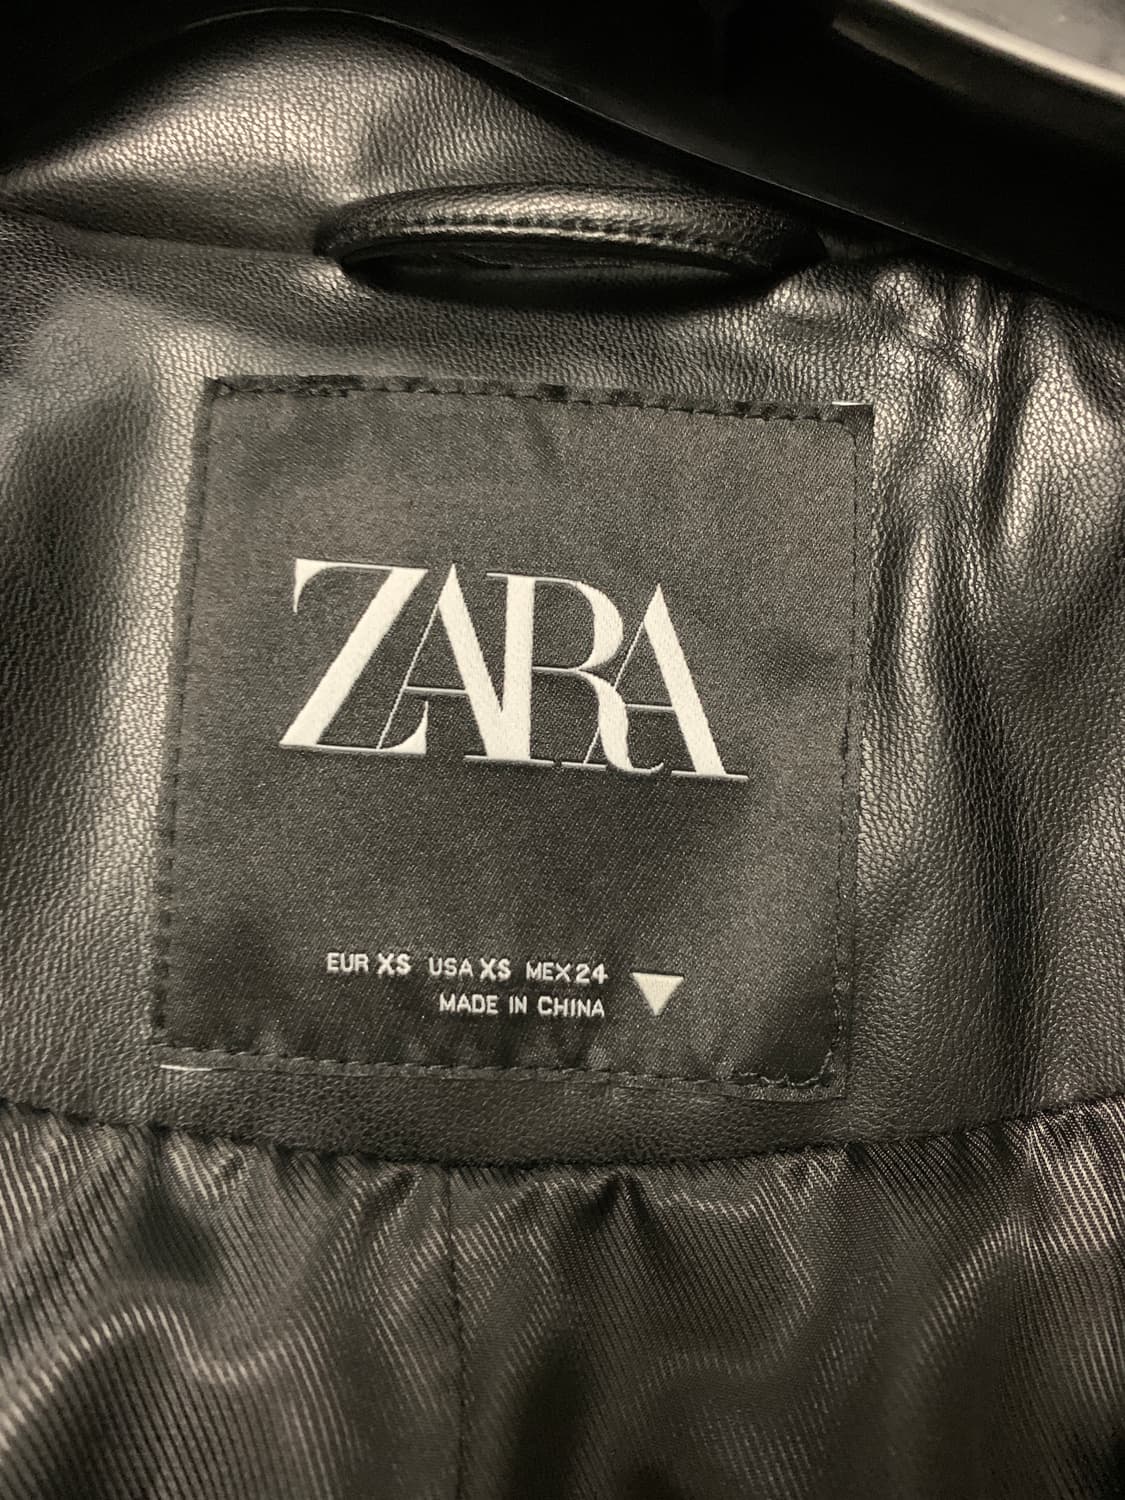 ZARA
EUR XS USA XS MEX 24
MADE IN CHINA